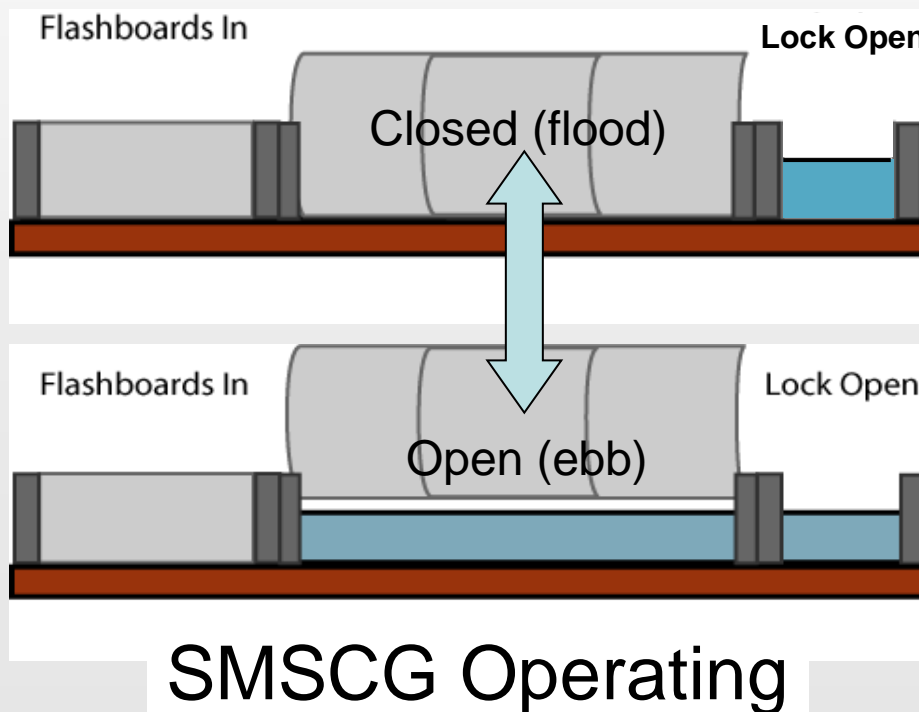 Flashboards In
Lock Open
Closed (flood)
Flashboards In
Lock Open
Open (ebb)
SMSCG Operating